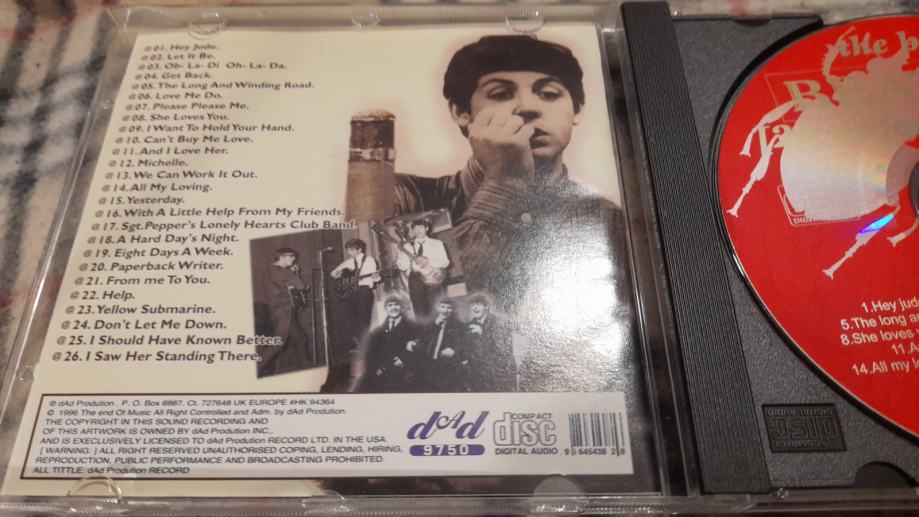 @ 01. Hey Jude.
@ 02. Let It Be.
@ 03. Ob- La- Di Oh- La- Da.
@ 04. Get Back.
@ 05. The Long And Winding Road.
@ 06. Love Me Do.
@ 07. Please Please Me.
@ 08. She Loves You.
@ 09. I Want To Hold Your Hand.
@ 10. Can't Buy Me Love.
@ 11. And I Love Her.
@ 12. Michelle.
@ 13. We Can Work It Out.
@ 14. All My Loving.
@ 15. Yesterday.
@ 16. With A Little Help From My Friends.
@ 17. Sgt.Pepper's Lonely Hearts Club Band.
@ 18. A Hard Day's Night.
@ 19. Eight Days A Week.
@ 20. Paperback Writer.
@ 21. From me To You.
@ 22. Help.
@ 23. Yellow Submarine.
@ 24. Don't Let Me Down.
@ 25. I Should Have Known Better.
@ 26. I Saw Her Standing There.
℗ dAd Prodution . P. O. Box 6987. Ct. 727648 UK EUROPE #HK 94364
© 1996 The end Of Music All Right Controlled and Adm. by dAd Prodution.
THE COPYRIGHT IN THIS SOUND RECORDING AND
OF THIS ARTWORK IS OWNED BY dAd Prodution INC,.
AND IS EXCLUSIVELY LICENSED TO dAd Prodution RECORD LTD. IN THE USA.
[ WARNING: ] ALL RIGHT RESERVED UNAUTHORISED COPING, LENDING, HIRING,
REPRODUCTION, PUBLIC PERFORMANCE AND BROADCASTING PROHIBITED.
ALL TITTLE: dAd Prodution RECORD
dAd
9750
COMPACT
disc
DIGITAL AUDIO
9 645438 2
the b
1.Hey jud
5.The long a
8.She loves
11.A
14.All my l